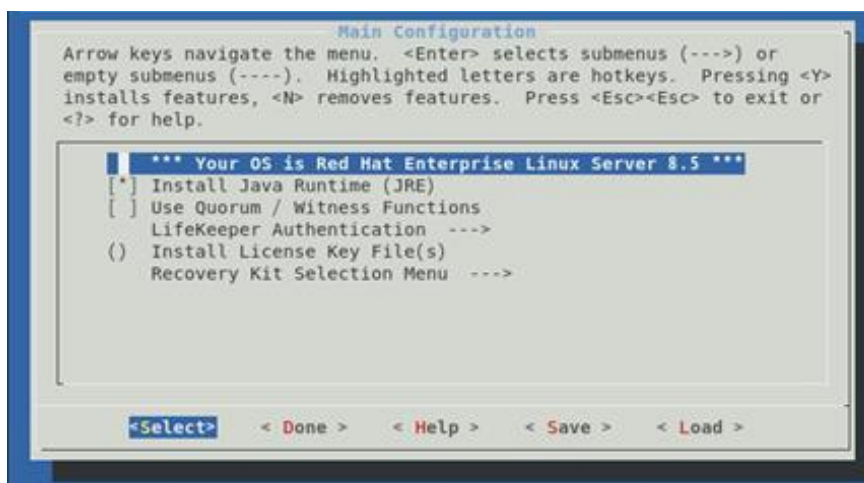 Main Configuration
Arrow keys navigate the menu.  <Enter> selects submenus (--->) or
empty submenus (----).  Highlighted letters are hotkeys.  Pressing <Y>
installs features, <N> removes features.  Press <Esc><Esc> to exit or
<?> for help.
*** Your OS is Red Hat Enterprise Linux Server 8.5 ***
[*] Install Java Runtime (JRE)
[ ] Use Quorum / Witness Functions
LifeKeeper Authentication  --->
()  Install License Key File(s)
Recovery Kit Selection Menu  --->
<Select>    < Done >    < Help >    < Save >    < Load >